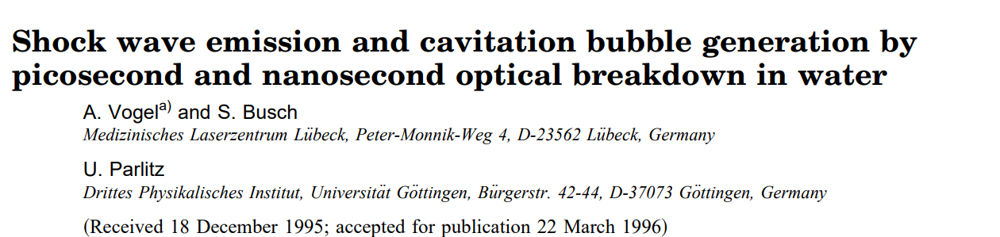 Shock wave emission and cavitation bubble generation by
picosecond and nanosecond optical breakdown in water
A. Vogelᵃ⁾ and S. Busch
Medizinisches Laserzentrum Lübeck, Peter-Monnik-Weg 4, D-23562 Lübeck, Germany
U. Parlitz
Drittes Physikalisches Institut, Universität Göttingen, Bürgerstr. 42-44, D-37073 Göttingen, Germany
(Received 18 December 1995; accepted for publication 22 March 1996)